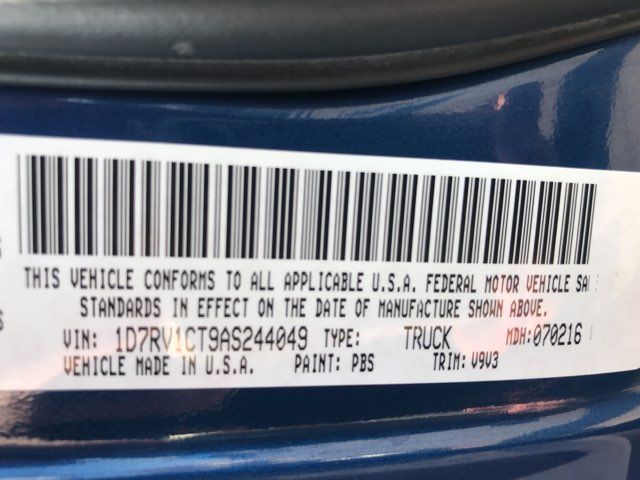 THIS VEHICLE CONFORMS TO ALL APPLICABLE U.S.A. FEDERAL MOTOR VEHICLE
STANDARDS IN EFFECT ON THE DATE OF MANUFACTURE SHOWN ABOVE.
VIN: 1D7RV1CT9AS244049 TYPE: TRUCK MDH:070216
VEHICLE MADE IN U.S.A. PAINT: PBS TRIM: V9V3